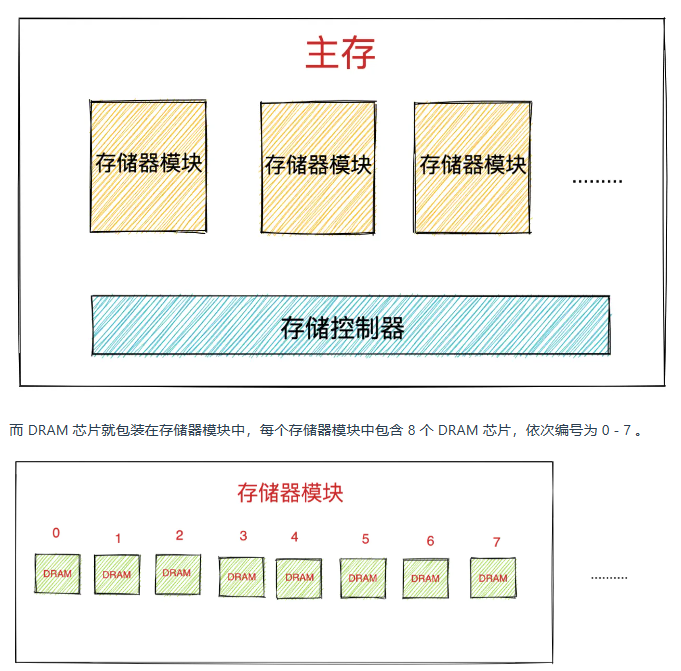 主存
存储器模块 存储器模块 存储器模块 .........
存储控制器
而 DRAM 芯片就包装在存储器模块中，每个存储器模块中包含 8 个 DRAM 芯片，依次编号为 0 - 7 。
存储器模块
0 1 2 3 4 5 6 7
DRAM DRAM DRAM DRAM DRAM DRAM DRAM DRAM ..........